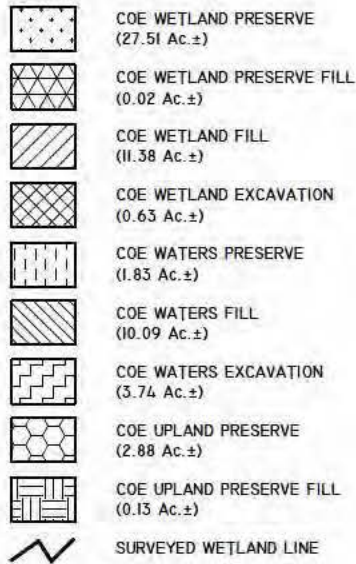 COE WETLAND PRESERVE
(27.51 Ac.±)
COE WETLAND PRESERVE FILL
(0.02 Ac.±)
COE WETLAND FILL
(11.38 Ac.±)
COE WETLAND EXCAVATION
(0.63 Ac.±)
COE WATERS PRESERVE
(1.83 Ac.±)
COE WATERS FILL
(10.09 Ac.±)
COE WATERS EXCAVATION
(3.74 Ac.±)
COE UPLAND PRESERVE
(2.88 Ac.±)
COE UPLAND PRESERVE FILL
(0.13 Ac.±)
SURVEYED WETLAND LINE